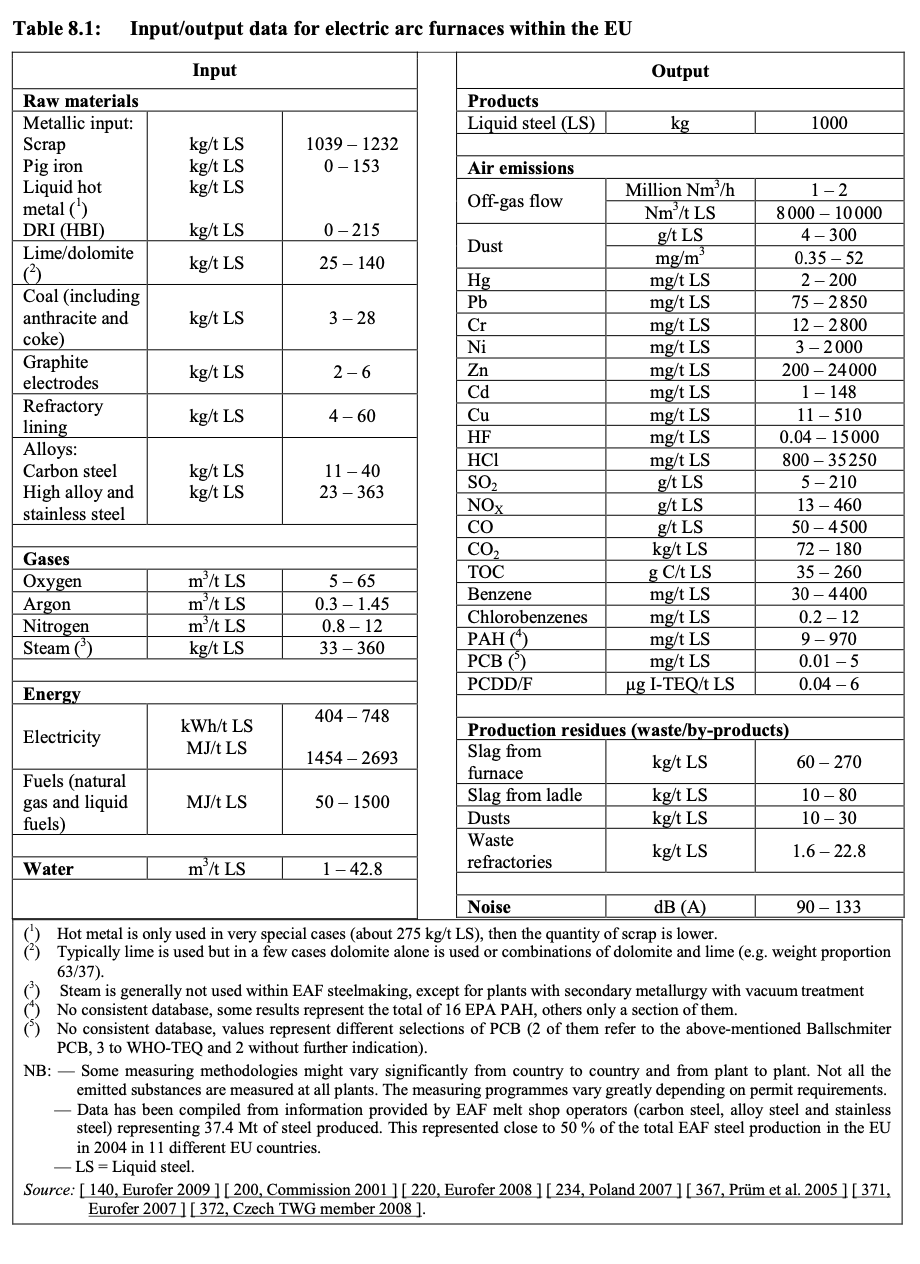 Table 8.1: Input/output data for electric arc furnaces within the EU
Input
Raw materials
Metallic input:
Scrap kg/t LS 1039 – 1232
Pig iron kg/t LS 0 – 153
Liquid hot kg/t LS
metal (¹)
DRI (HBI) kg/t LS 0 – 215
Lime/dolomite
(²) kg/t LS 25 – 140
Coal (including
anthracite and kg/t LS 3 – 28
coke)
Graphite
electrodes kg/t LS 2 – 6
Refractory
lining kg/t LS 4 – 60
Alloys:
Carbon steel kg/t LS 11 – 40
High alloy and kg/t LS 23 – 363
stainless steel
Gases
Oxygen m³/t LS 5 – 65
Argon m³/t LS 0.3 – 1.45
Nitrogen m³/t LS 0.8 – 12
Steam (³) kg/t LS 33 – 360
Energy
Electricity kWh/t LS 404 – 748
MJ/t LS 1454 – 2693
Fuels (natural
gas and liquid MJ/t LS 50 – 1500
fuels)
Water m³/t LS 1 – 42.8
Output
Products
Liquid steel (LS) kg 1000
Air emissions
Off-gas flow Million Nm³/h 1 – 2
Nm³/t LS 8 000 – 10 000
Dust g/t LS 4 – 300
mg/m³ 0.35 – 52
Hg mg/t LS 2 – 200
Pb mg/t LS 75 – 2850
Cr mg/t LS 12 – 2800
Ni mg/t LS 3 – 2 000
Zn mg/t LS 200 – 24 000
Cd mg/t LS 1 – 148
Cu mg/t LS 11 – 510
HF mg/t LS 0.04 – 15 000
HCl mg/t LS 800 – 35 250
SO₂ g/t LS 5 – 210
NOX g/t LS 13 – 460
CO g/t LS 50 – 4500
CO₂ kg/t LS 72 – 180
TOC g C/t LS 35 – 260
Benzene mg/t LS 30 – 4400
Chlorobenzenes mg/t LS 0.2 – 12
PAH (⁴) mg/t LS 9 – 970
PCB (⁵) mg/t LS 0.01 – 5
PCDD/F µg I-TEQ/t LS 0.04 – 6
Production residues (waste/by-products)
Slag from
furnace kg/t LS 60 – 270
Slag from ladle kg/t LS 10 – 80
Dusts kg/t LS 10 – 30
Waste
refractories kg/t LS 1.6 – 22.8
Noise dB (A) 90 – 133
(¹) Hot metal is only used in very special cases (about 275 kg/t LS), then the quantity of scrap is lower.
(²) Typically lime is used but in a few cases dolomite alone is used or combinations of dolomite and lime (e.g. weight proportion
63/37).
(³) Steam is generally not used within EAF steelmaking, except for plants with secondary metallurgy with vacuum treatment
(⁴) No consistent database, some results represent the total of 16 EPA PAH, others only a section of them.
(⁵) No consistent database, values represent different selections of PCB (2 of them refer to the above-mentioned Ballschmiter
PCB, 3 to WHO-TEQ and 2 without further indication).
NB: — Some measuring methodologies might vary significantly from country to country and from plant to plant. Not all the
emitted substances are measured at all plants. The measuring programmes vary greatly depending on permit requirements.
— Data has been compiled from information provided by EAF melt shop operators (carbon steel, alloy steel and stainless
steel) representing 37.4 Mt of steel produced. This represented close to 50 % of the total EAF steel production in the EU
in 2004 in 11 different EU countries.
— LS = Liquid steel.
Source: [ 140, Eurofer 2009 ] [ 200, Commission 2001 ] [ 220, Eurofer 2008 ] [ 234, Poland 2007 ] [ 367, Prüm et al. 2005 ] [ 371,
Eurofer 2007 ] [ 372, Czech TWG member 2008 ].